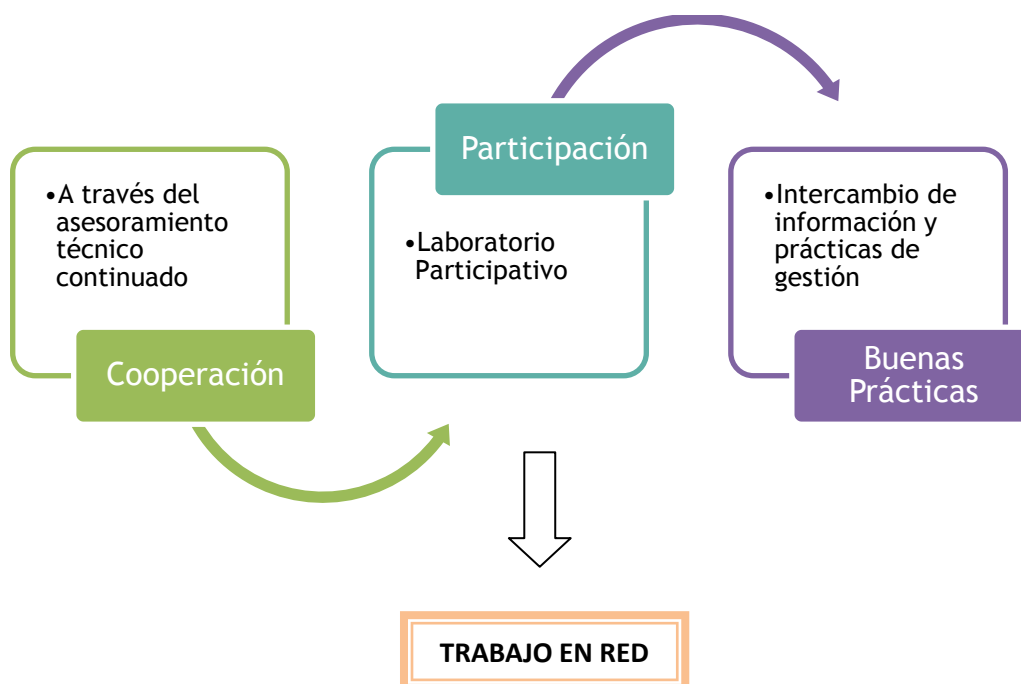 •A través del
asesoramiento
técnico
continuado
Cooperación
Participación
•Laboratorio
Participativo
•Intercambio de
información y
prácticas de
gestión
Buenas
Prácticas
TRABAJO EN RED